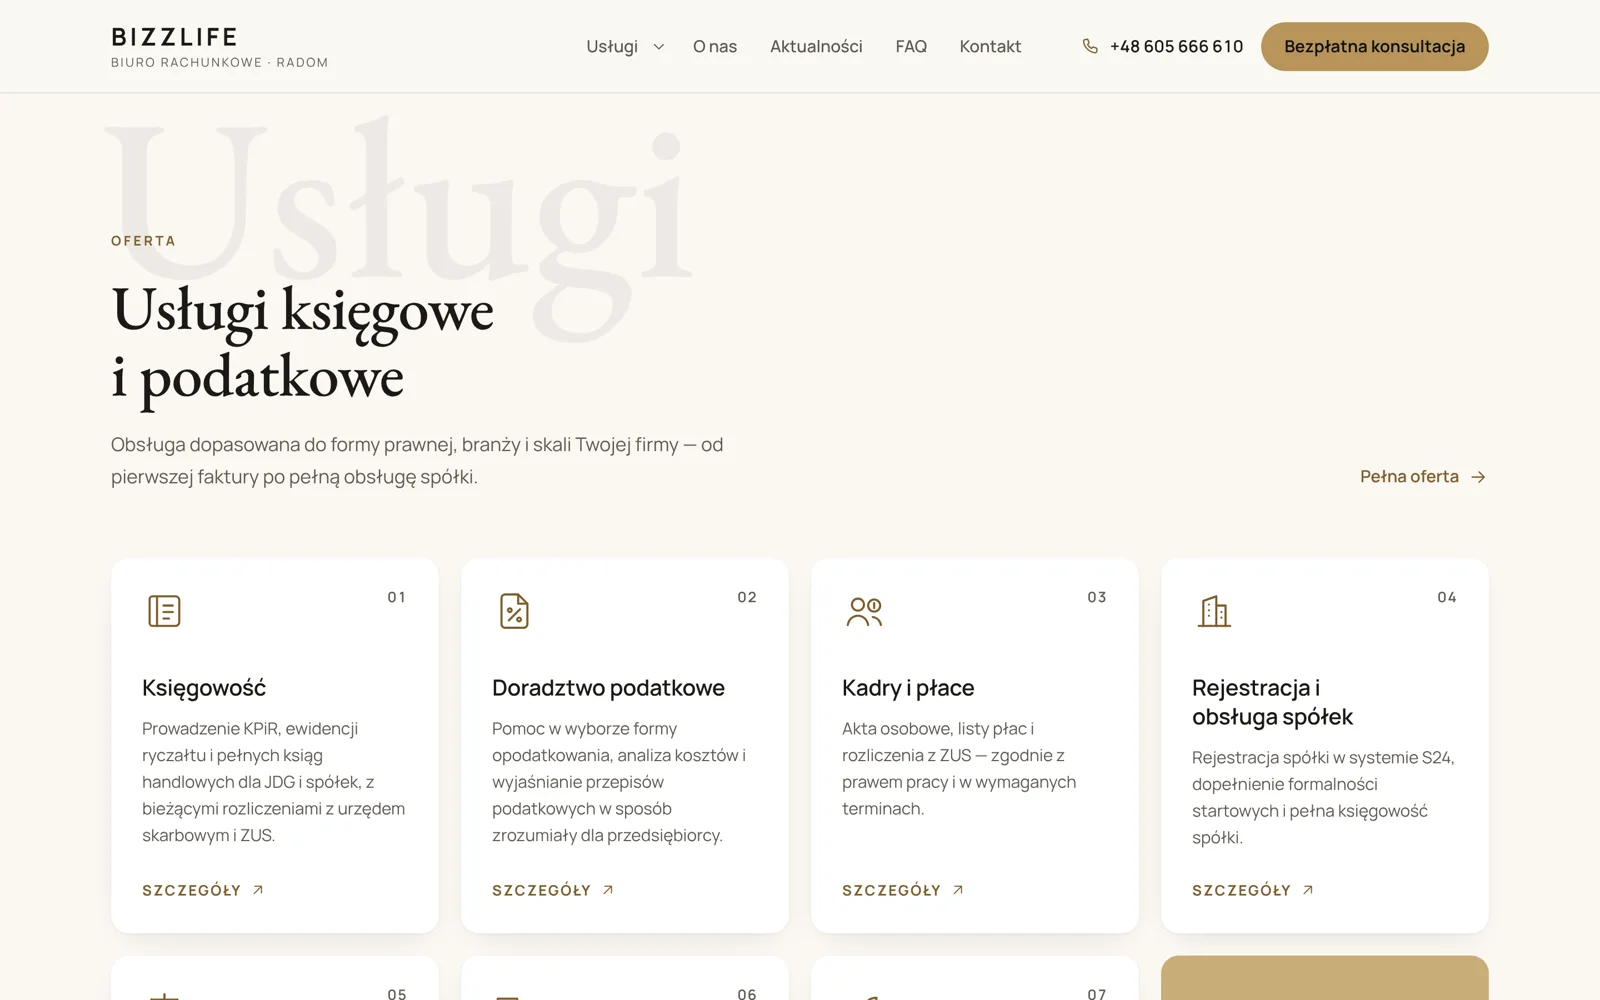 BIZZLIFE
BIURO RACHUNKOWE · RADOM
Usługi
O nas
Aktualności
FAQ
Kontakt
+48 605 666 610
Bezpłatna konsultacja
Usługi
OFERTA
Usługi księgowe
i podatkowe
Obsługa dopasowana do formy prawnej, branży i skali Twojej firmy — od
pierwszej faktury po pełną obsługę spółki.
Pełna oferta
01
Księgowość
Prowadzenie KPiR, ewidencji
ryczałtu i pełnych ksiąg
handlowych dla JDG i spółek, z
bieżącymi rozliczeniami z urzędem
skarbowym i ZUS.
SZCZEGÓŁY
02
Doradztwo podatkowe
Pomoc w wyborze formy
opodatkowania, analiza kosztów i
wyjaśnianie przepisów
podatkowych w sposób
zrozumiały dla przedsiębiorcy.
SZCZEGÓŁY
03
Kadry i płace
Akta osobowe, listy płac i
rozliczenia z ZUS — zgodnie z
prawem pracy i w wymaganych
terminach.
SZCZEGÓŁY
04
Rejestracja i
obsługa spółek
Rejestracja spółki w systemie S24,
dopełnienie formalności
startowych i pełna księgowość
spółki.
SZCZEGÓŁY
05
06
07